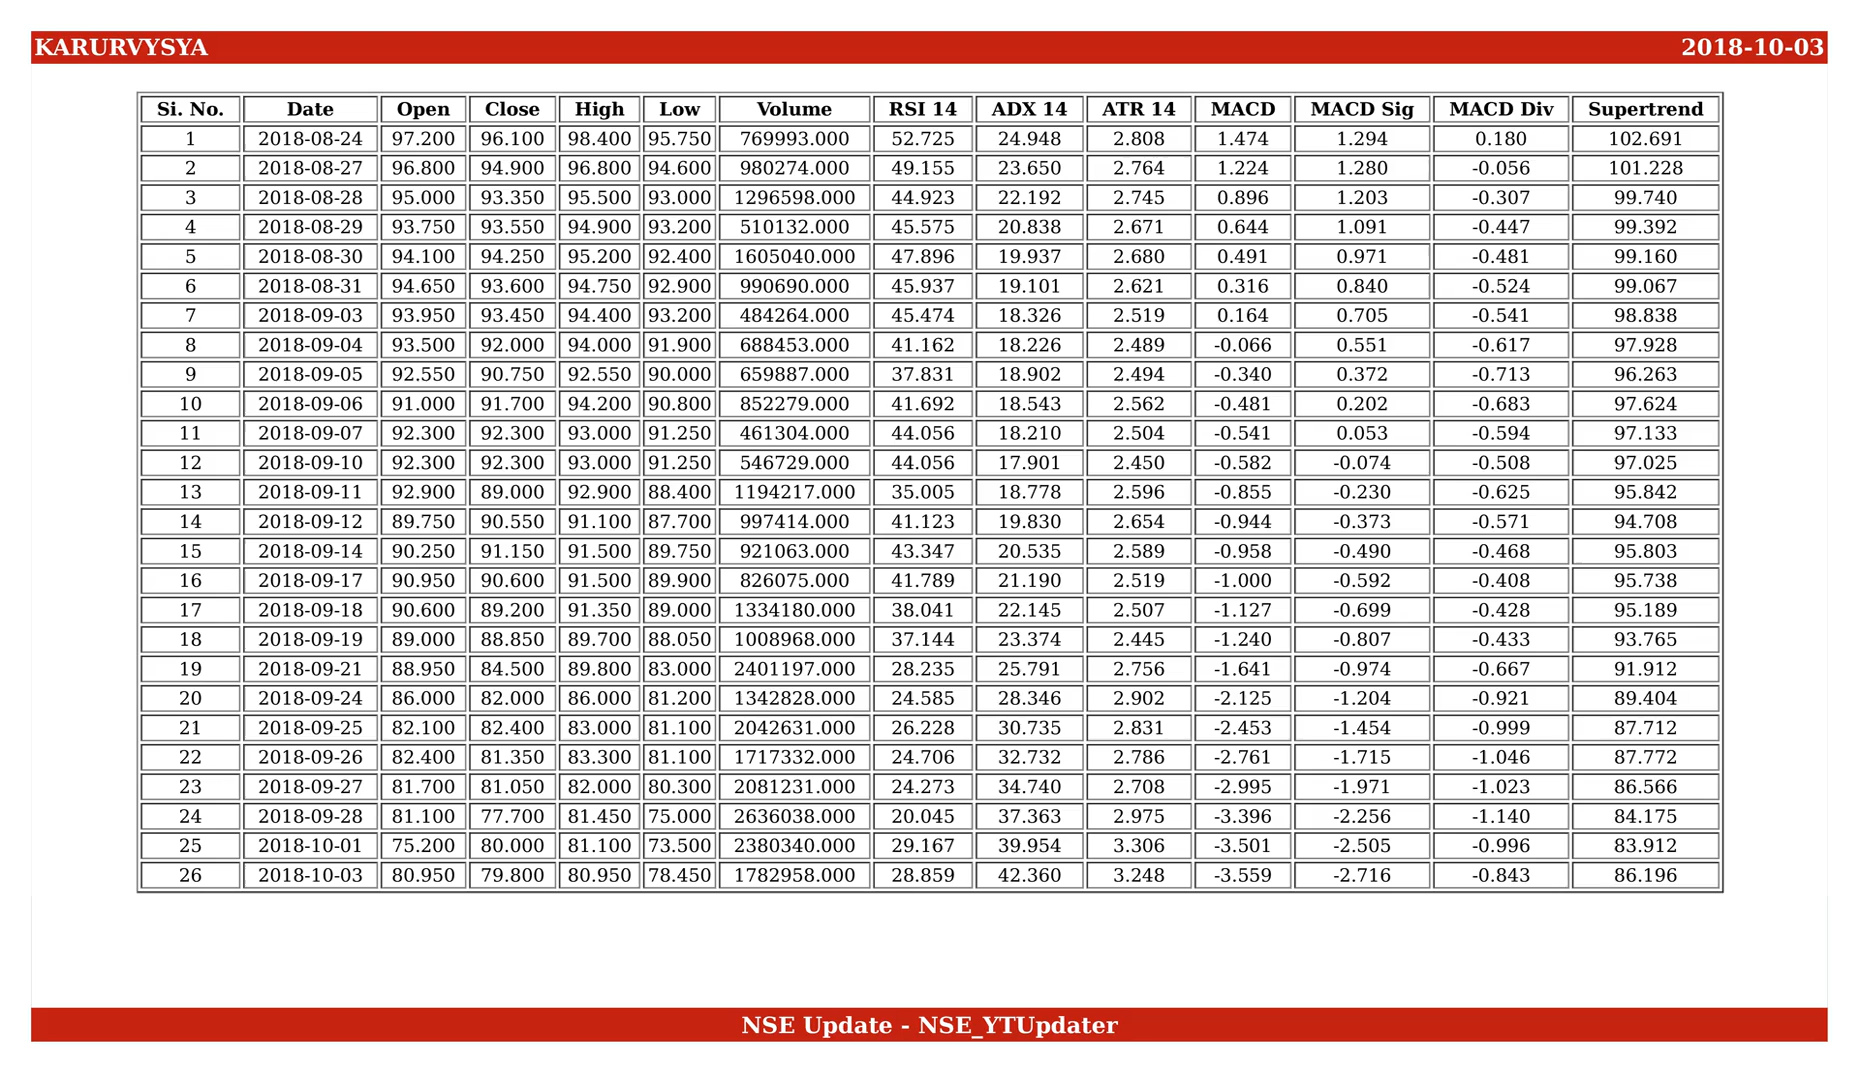 KARURVYSYA 2018-10-03
Si. No. Date Open Close High Low Volume RSI 14 ADX 14 ATR 14 MACD MACD Sig MACD Div Supertrend
1 2018-08-24 97.200 96.100 98.400 95.750 769993.000 52.725 24.948 2.808 1.474 1.294 0.180 102.691
2 2018-08-27 96.800 94.900 96.800 94.600 980274.000 49.155 23.650 2.764 1.224 1.280 -0.056 101.228
3 2018-08-28 95.000 93.350 95.500 93.000 1296598.000 44.923 22.192 2.745 0.896 1.203 -0.307 99.740
4 2018-08-29 93.750 93.550 94.900 93.200 510132.000 45.575 20.838 2.671 0.644 1.091 -0.447 99.392
5 2018-08-30 94.100 94.250 95.200 92.400 1605040.000 47.896 19.937 2.680 0.491 0.971 -0.481 99.160
6 2018-08-31 94.650 93.600 94.750 92.900 990690.000 45.937 19.101 2.621 0.316 0.840 -0.524 99.067
7 2018-09-03 93.950 93.450 94.400 93.200 484264.000 45.474 18.326 2.519 0.164 0.705 -0.541 98.838
8 2018-09-04 93.500 92.000 94.000 91.900 688453.000 41.162 18.226 2.489 -0.066 0.551 -0.617 97.928
9 2018-09-05 92.550 90.750 92.550 90.000 659887.000 37.831 18.902 2.494 -0.340 0.372 -0.713 96.263
10 2018-09-06 91.000 91.700 94.200 90.800 852279.000 41.692 18.543 2.562 -0.481 0.202 -0.683 97.624
11 2018-09-07 92.300 92.300 93.000 91.250 461304.000 44.056 18.210 2.504 -0.541 0.053 -0.594 97.133
12 2018-09-10 92.300 92.300 93.000 91.250 546729.000 44.056 17.901 2.450 -0.582 -0.074 -0.508 97.025
13 2018-09-11 92.900 89.000 92.900 88.400 1194217.000 35.005 18.778 2.596 -0.855 -0.230 -0.625 95.842
14 2018-09-12 89.750 90.550 91.100 87.700 997414.000 41.123 19.830 2.654 -0.944 -0.373 -0.571 94.708
15 2018-09-14 90.250 91.150 91.500 89.750 921063.000 43.347 20.535 2.589 -0.958 -0.490 -0.468 95.803
16 2018-09-17 90.950 90.600 91.500 89.900 826075.000 41.789 21.190 2.519 -1.000 -0.592 -0.408 95.738
17 2018-09-18 90.600 89.200 91.350 89.000 1334180.000 38.041 22.145 2.507 -1.127 -0.699 -0.428 95.189
18 2018-09-19 89.000 88.850 89.700 88.050 1008968.000 37.144 23.374 2.445 -1.240 -0.807 -0.433 93.765
19 2018-09-21 88.950 84.500 89.800 83.000 2401197.000 28.235 25.791 2.756 -1.641 -0.974 -0.667 91.912
20 2018-09-24 86.000 82.000 86.000 81.200 1342828.000 24.585 28.346 2.902 -2.125 -1.204 -0.921 89.404
21 2018-09-25 82.100 82.400 83.000 81.100 2042631.000 26.228 30.735 2.831 -2.453 -1.454 -0.999 87.712
22 2018-09-26 82.400 81.350 83.300 81.100 1717332.000 24.706 32.732 2.786 -2.761 -1.715 -1.046 87.772
23 2018-09-27 81.700 81.050 82.000 80.300 2081231.000 24.273 34.740 2.708 -2.995 -1.971 -1.023 86.566
24 2018-09-28 81.100 77.700 81.450 75.000 2636038.000 20.045 37.363 2.975 -3.396 -2.256 -1.140 84.175
25 2018-10-01 75.200 80.000 81.100 73.500 2380340.000 29.167 39.954 3.306 -3.501 -2.505 -0.996 83.912
26 2018-10-03 80.950 79.800 80.950 78.450 1782958.000 28.859 42.360 3.248 -3.559 -2.716 -0.843 86.196
NSE Update - NSE_YTUpdater